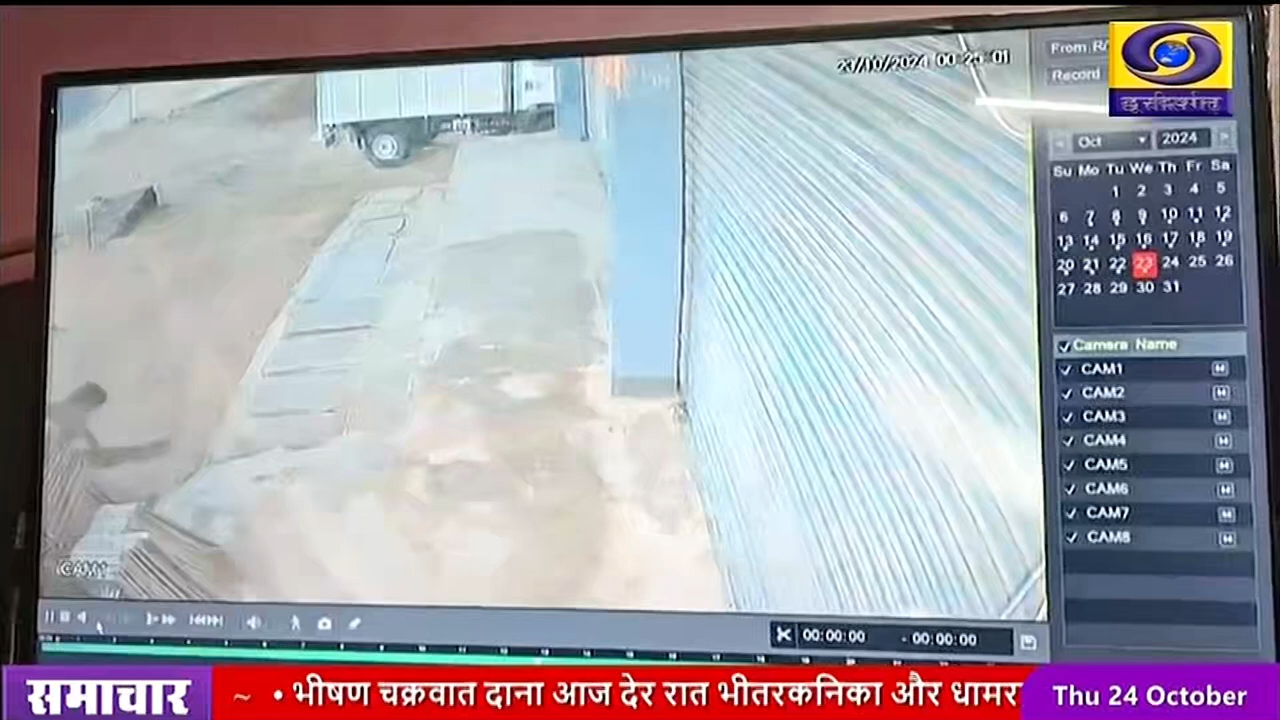 23/10/2024 00:25:01
From R/
Record
दूरदर्शन
Oct 2024
Su Mo Tu We Th Fr Sa
1 2 3 4 5
6 7 8 9 10 11 12
13 14 15 16 17 18 19
20 21 22 23 24 25 26
27 28 29 30 31
Camera Name
CAM1
CAM2
CAM3
CAM4
CAM5
CAM6
CAM7
CAM8
CAM1
00:00:00 - 00:00:00
समाचार ~ • भीषण चक्रवात दाना आज देर रात भीतरकनिका और धामर Thu 24 October